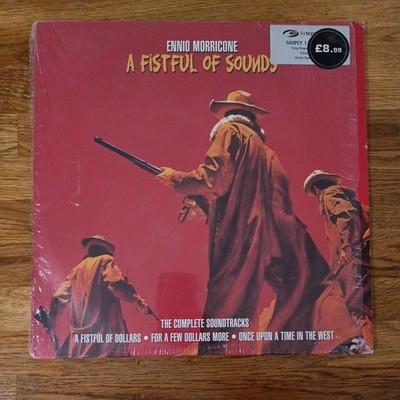 ENNIO MORRICONE
A FISTFUL OF SOUNDS
£8.99
THE COMPLETE SOUNDTRACKS
A FISTFUL OF DOLLARS • FOR A FEW DOLLARS MORE • ONCE UPON A TIME IN THE WEST